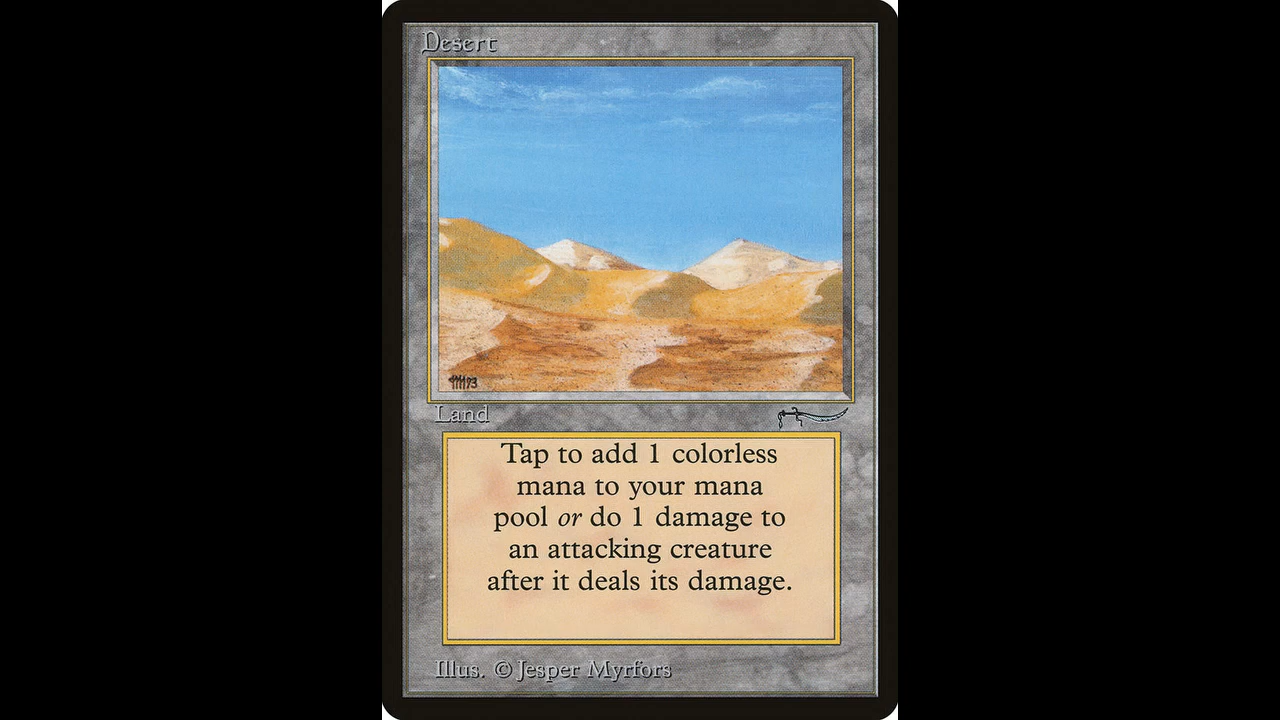 Desert
Land
Tap to add 1 colorless
mana to your mana
pool or do 1 damage to
an attacking creature
after it deals its damage.
Illus. © Jesper Myrfors